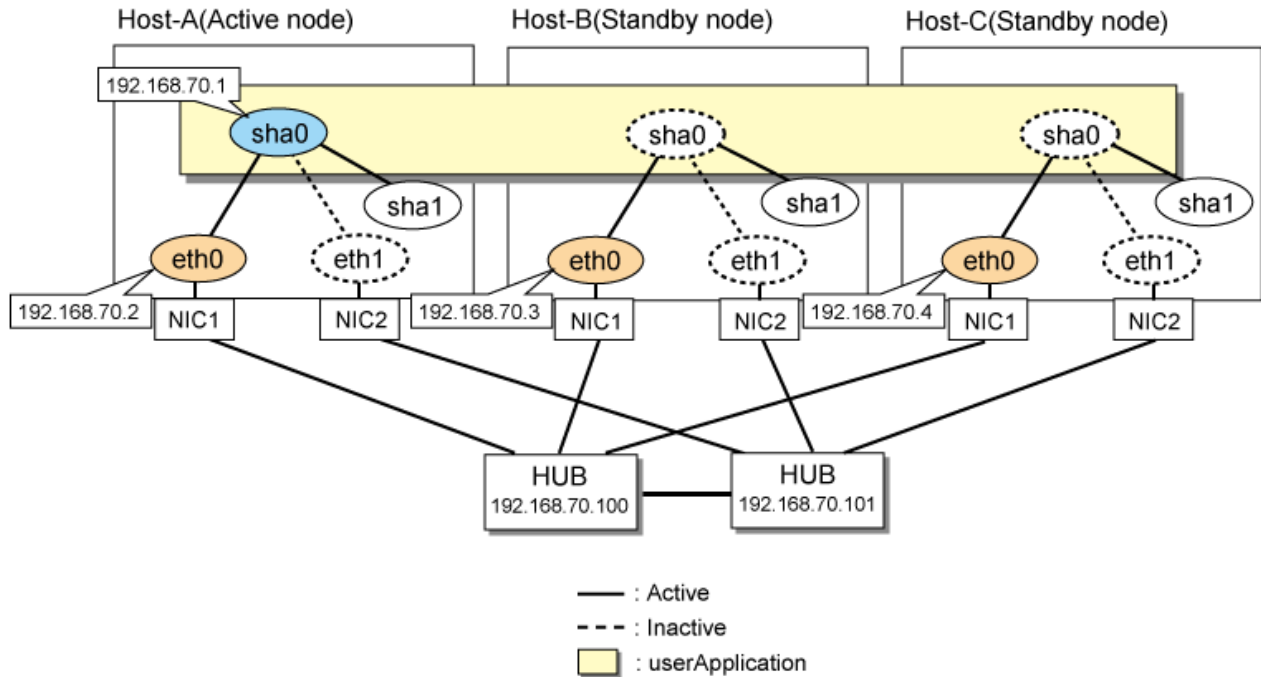 Host-A(Active node)
Host-B(Standby node)
Host-C(Standby node)
192.168.70.1
sha0
sha0
sha0
sha1
sha1
sha1
eth0
eth1
eth0
eth1
eth0
eth1
192.168.70.2
NIC1
NIC2
192.168.70.3
NIC1
NIC2
192.168.70.4
NIC1
NIC2
HUB
192.168.70.100
HUB
192.168.70.101
: Active
: Inactive
: userApplication